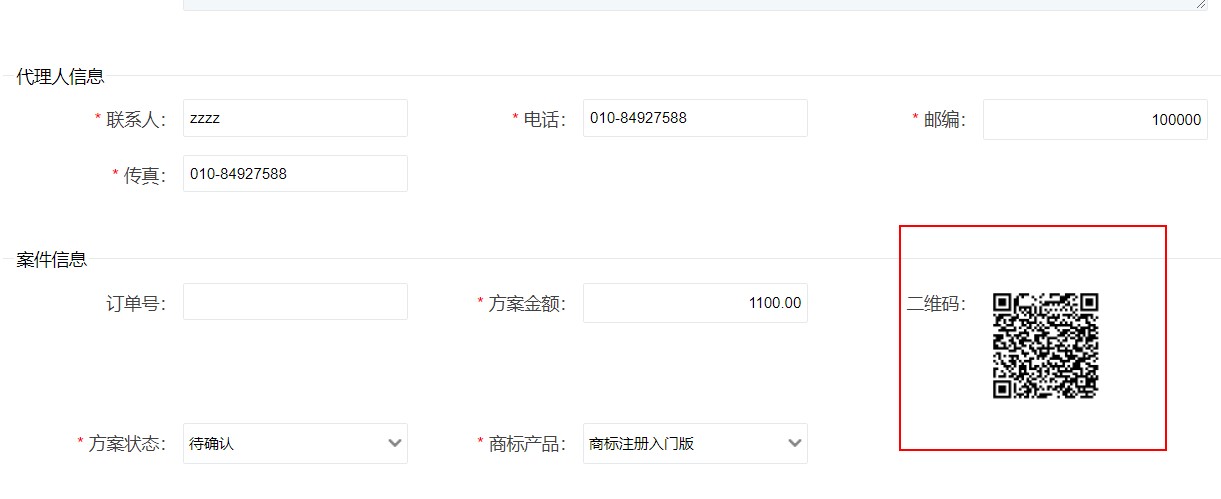 代理人信息
* 联系人： zzzz * 电话： 010-84927588 * 邮编： 100000
* 传真： 010-84927588
案件信息
订单号： * 方案金额： 1100.00 二维码：
* 方案状态： 待确认 * 商标产品： 商标注册入门版